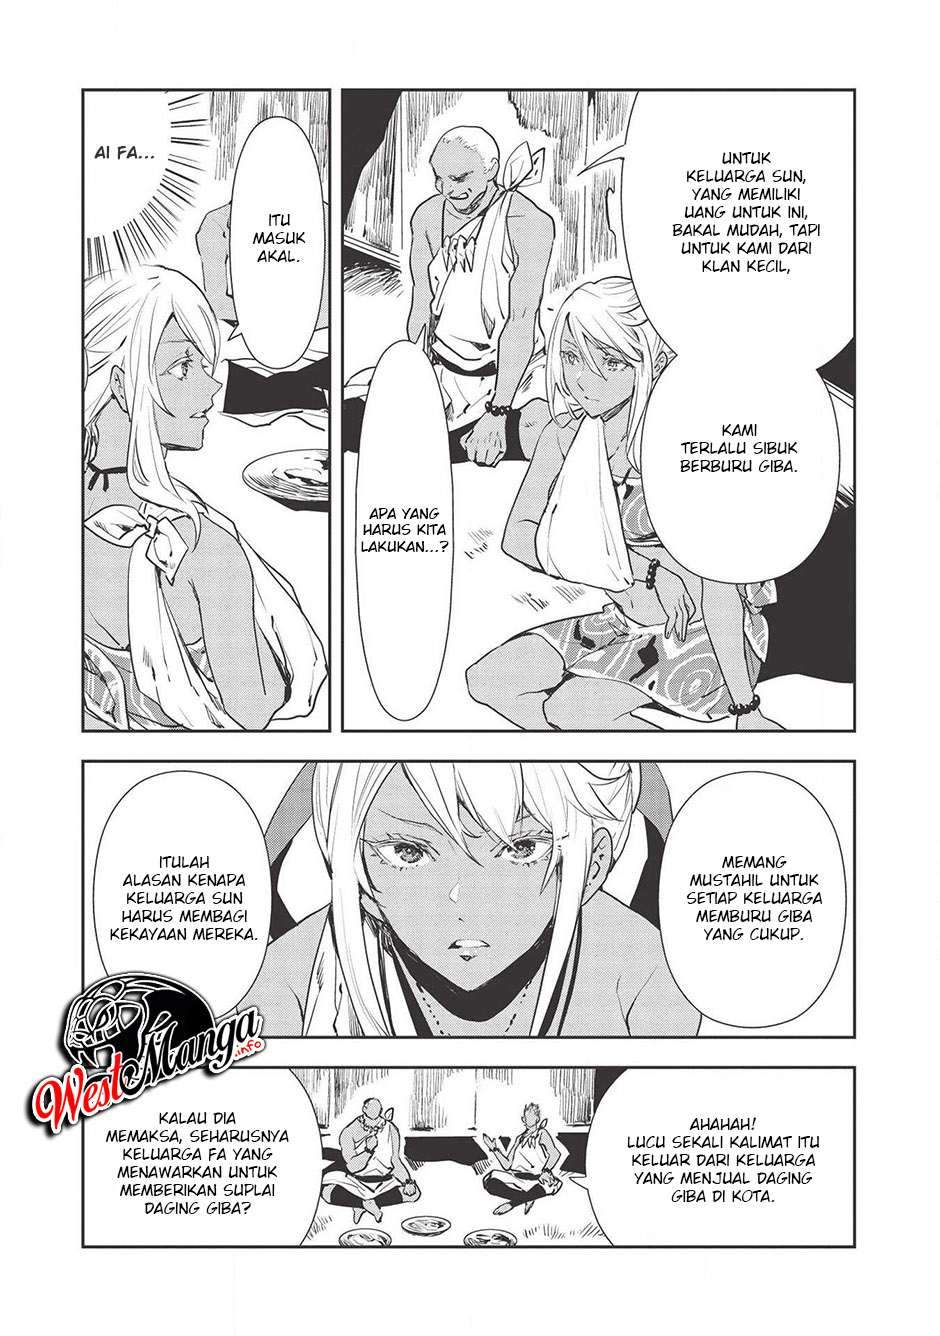 UNTUK
KELUARGA SUN,
YANG MEMILIKI
UANG UNTUK INI,
BAKAL MUDAH, TAPI
UNTUK KAMI DARI
KLAN KECIL,
KAMI
TERLALU SIBUK
BERBURU GIBA.
APA YANG
HARUS KITA
LAKUKAN...?
ITU
MASUK
AKAL.
AI FA...
MEMANG
MUSTAHIL UNTUK
SETIAP KELUARGA
MEMBURU GIBA
YANG CUKUP.
ITULAH
ALASAN KENAPA
KELUARGA SUN
HARUS MEMBAGI
KEKAYAAN MEREKA.
AHAHAH!
LUCU SEKALI KALIMAT ITU
KELUAR DARI KELUARGA
YANG MENJUAL DAGING
GIBA DI KOTA.
KALAU DIA
MEMAKSA, SEHARUSNYA
KELUARGA FA YANG
MENAWARKAN UNTUK
MEMBERIKAN SUPLAI
DAGING GIBA?
WestManga
.info